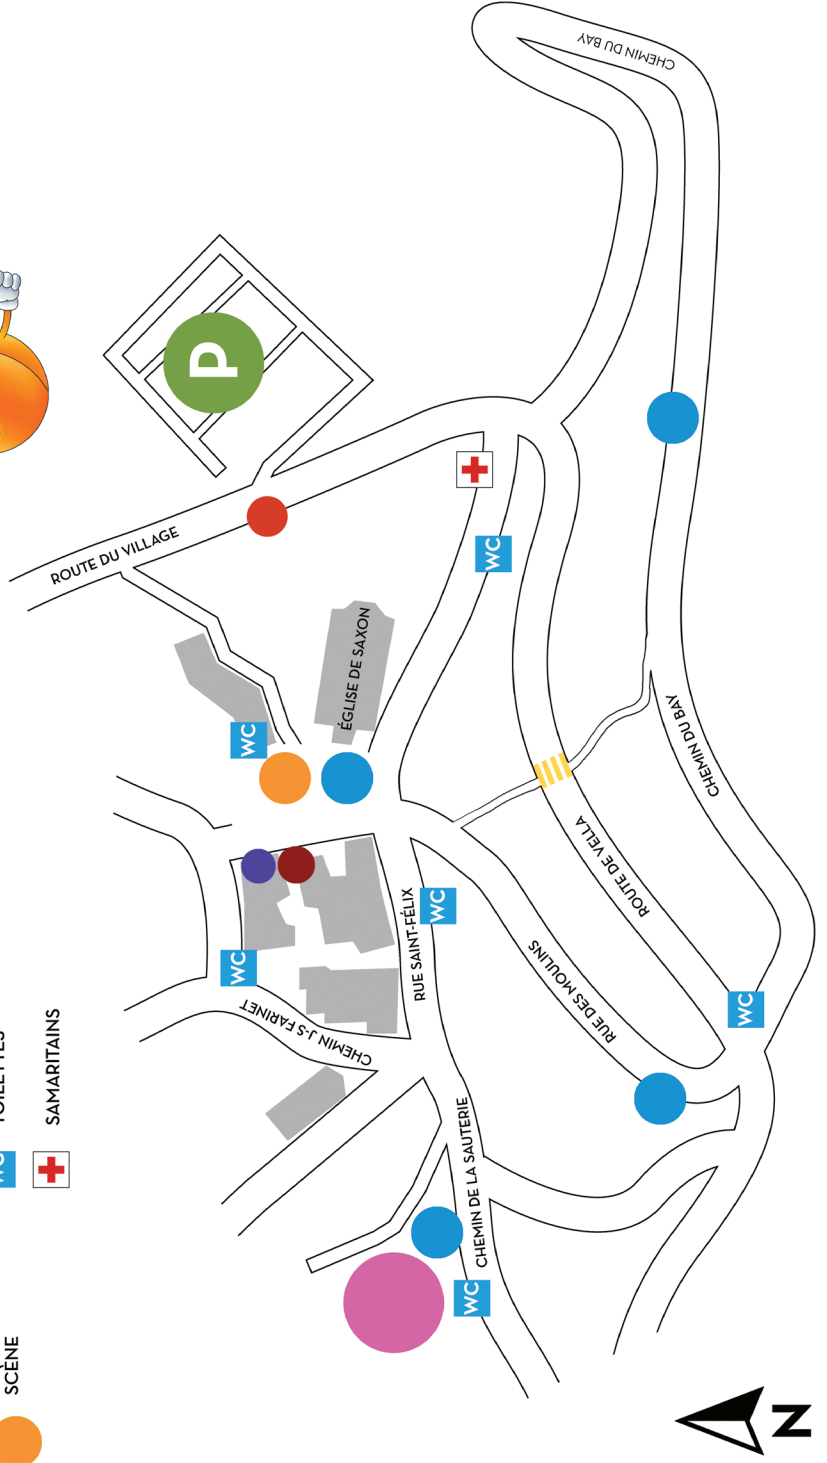 CHEMIN DU BAY
P
ROUTE DU VILLAGE
WC
ÉGLISE DE SAXON
WC
CHEMIN DU BAY
ROUTE DE VELLA
RUE SAINT-FÉLIX
WC
WC
RUE DES MOULINS
WC
CHEMIN J-S FARINET
CHEMIN DE LA SAUTERIE
WC
SAMARITAINS
SCÈNE
N